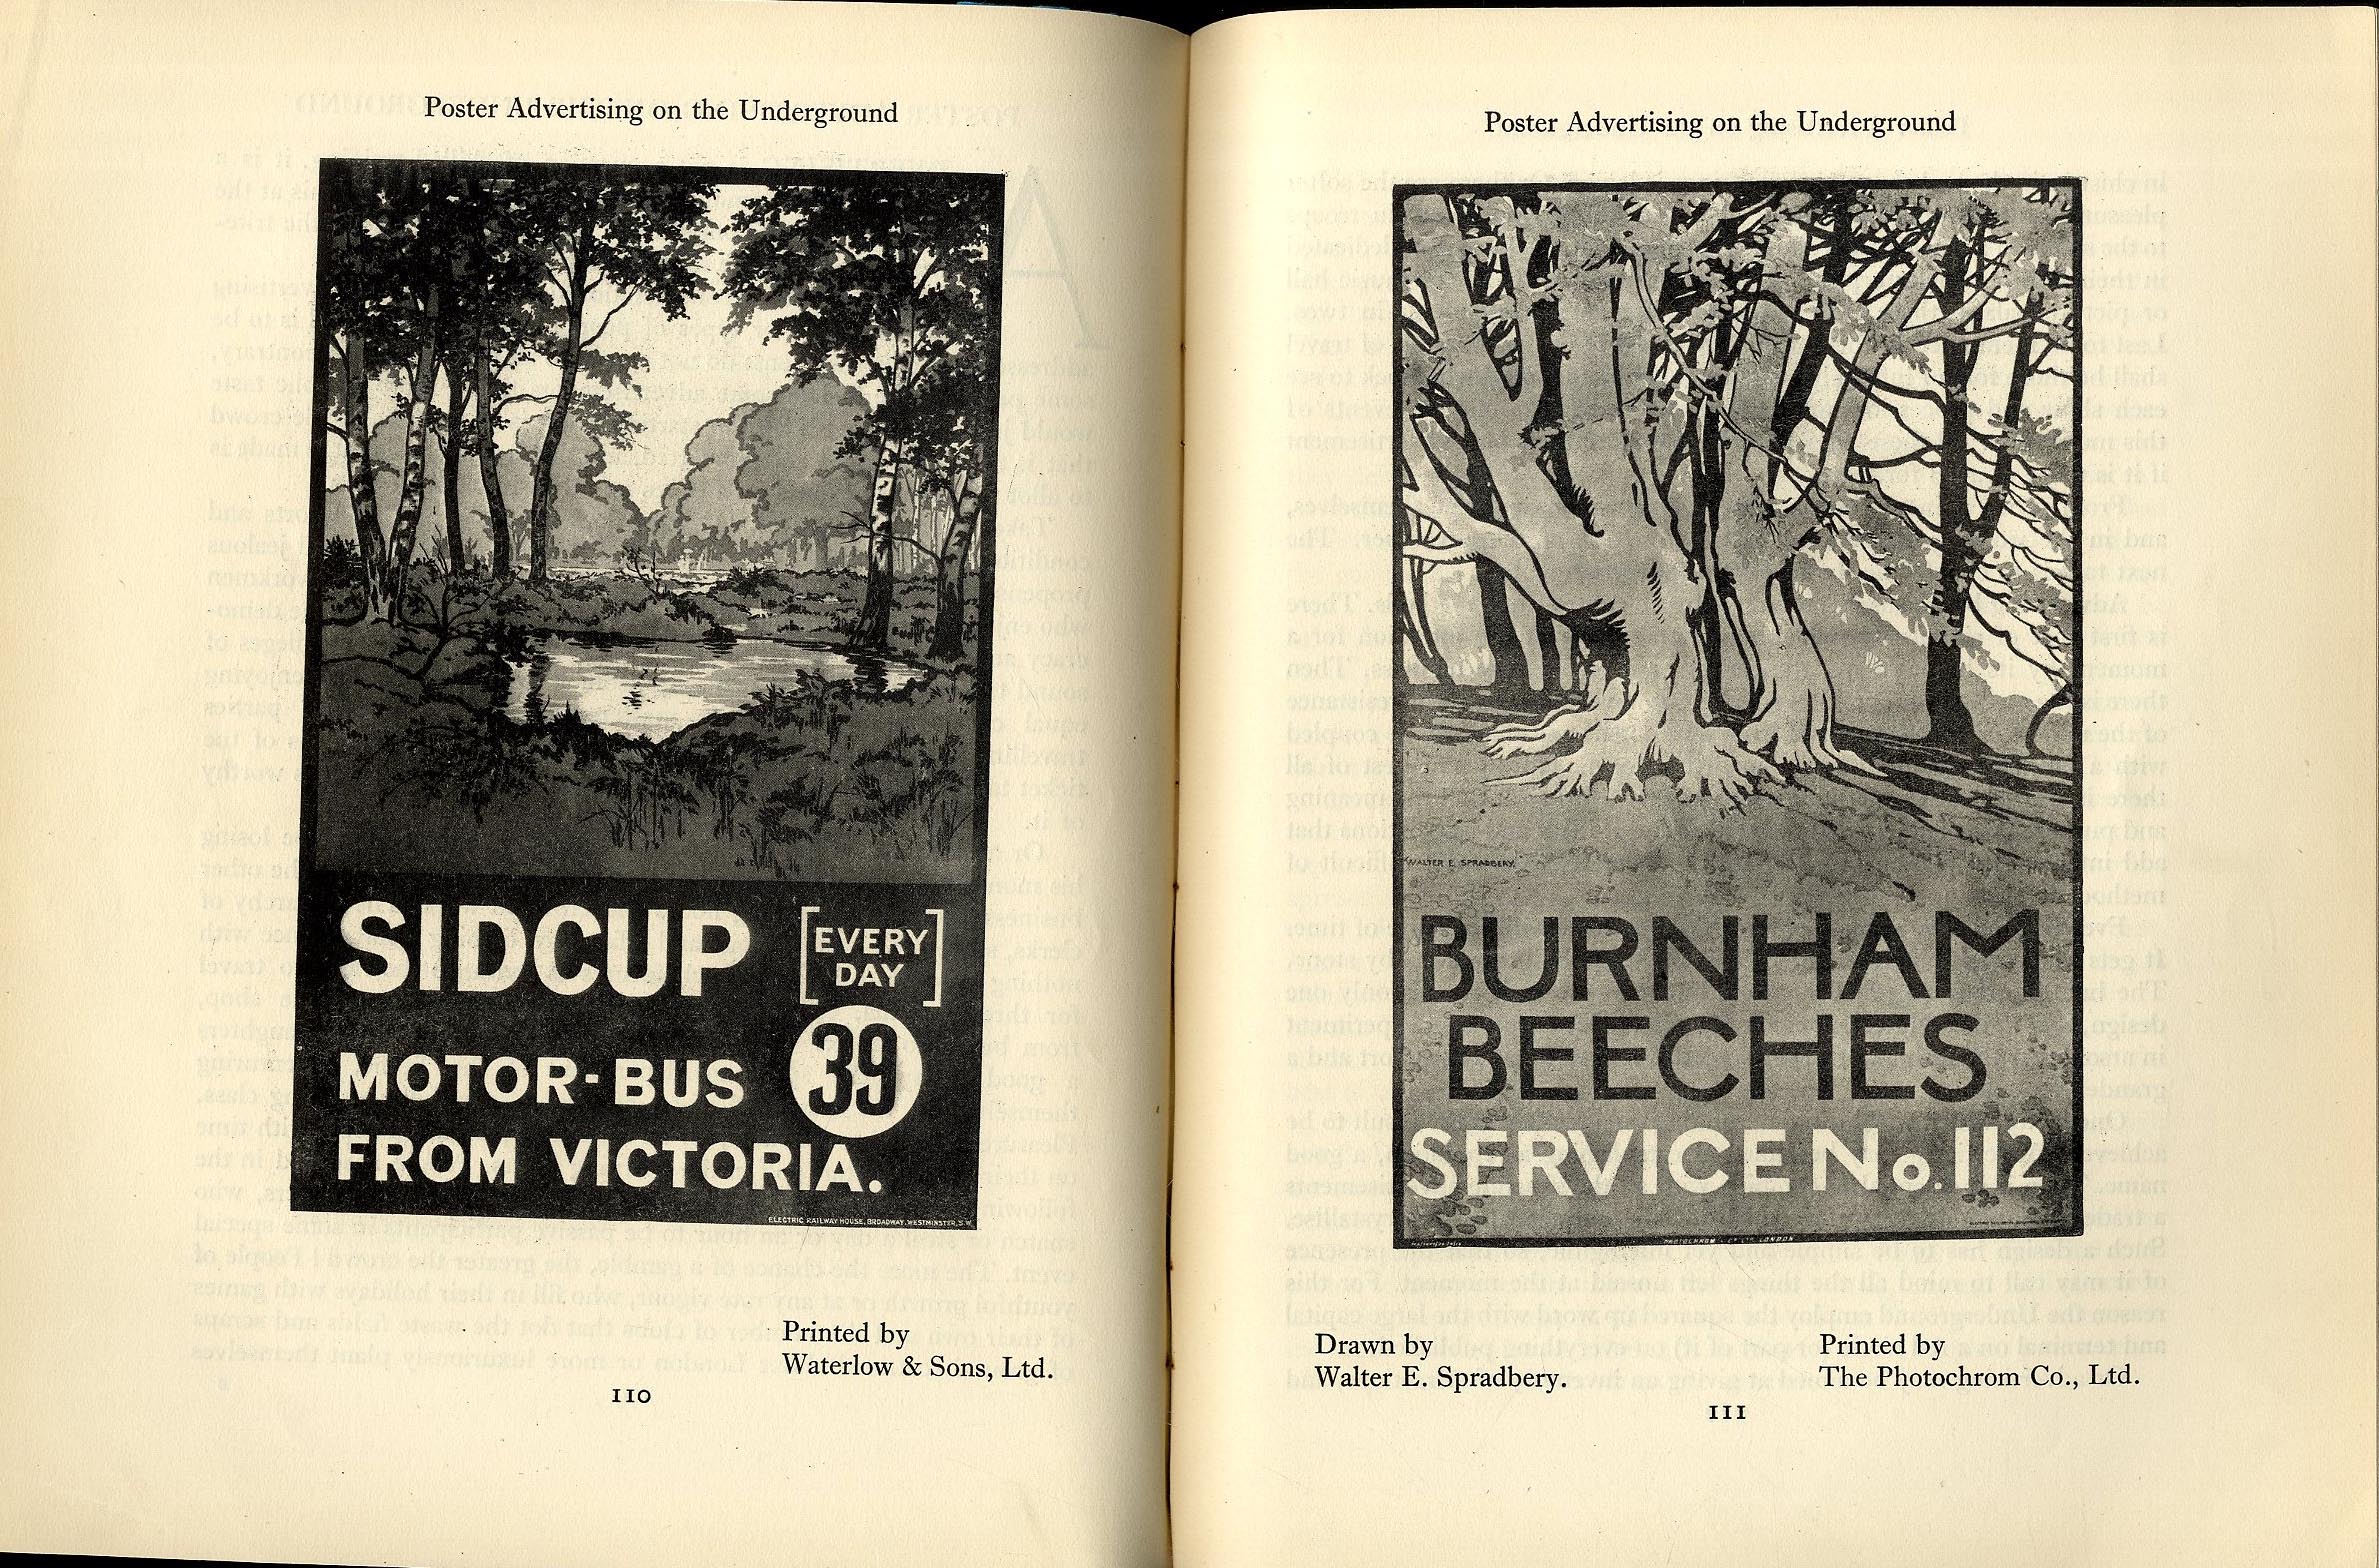 Poster Advertising on the Underground
SIDCUP
[EVERY
DAY]
MOTOR-BUS
39
FROM VICTORIA.
ELECTRIC RAILWAY HOUSE, BROADWAY, WESTMINSTER, S.W.
Printed by
Waterlow & Sons, Ltd.
110
Poster Advertising on the Underground
WALTER E. SPRADBERY.
BURNHAM
BEECHES
SERVICE No. 112
Drawn by
Walter E. Spradbery.
Printed by
The Photochrom Co., Ltd.
111